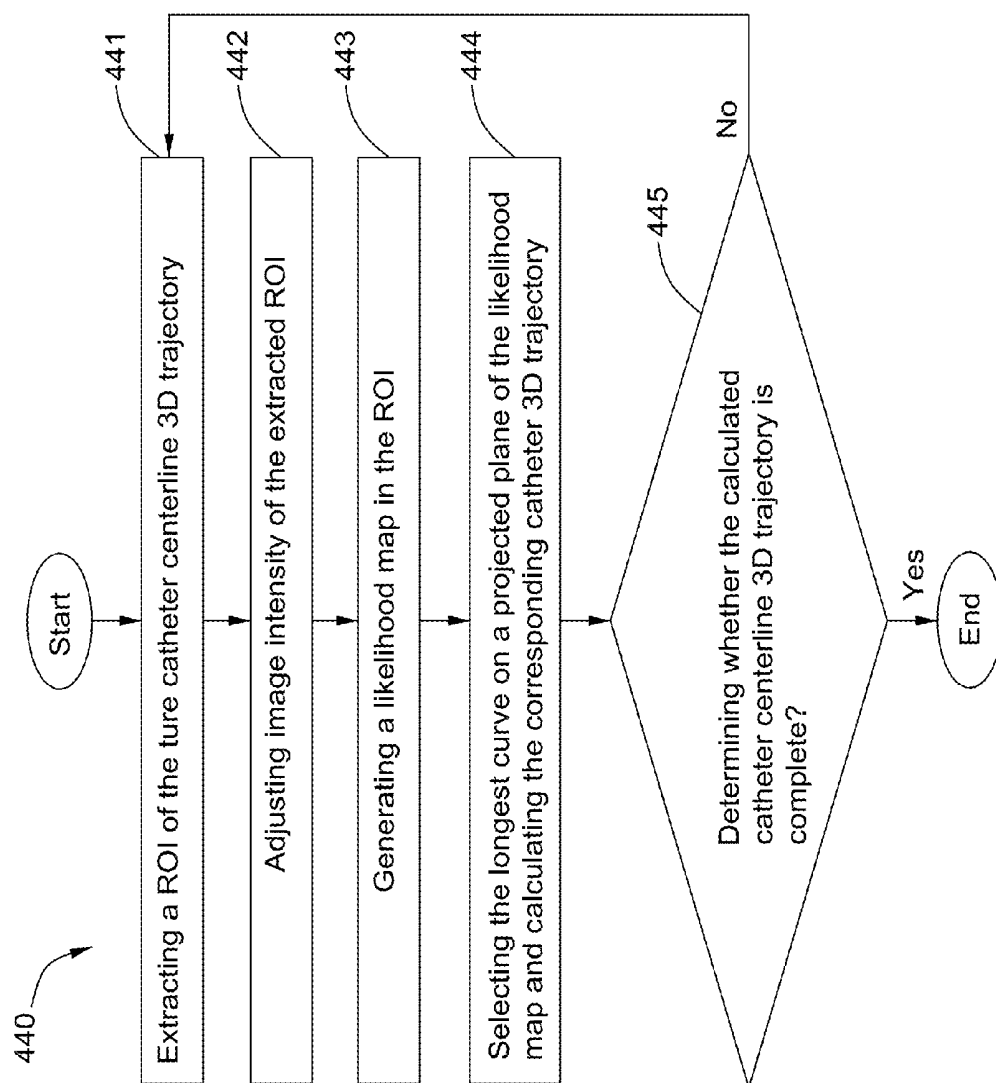 440
Start
441
Extracting a ROI of the ture catheter centerline 3D trajectory
442
Adjusting image intensity of the extracted ROI
443
Generating a likelihood map in the ROI
444
Selecting the longest curve on a projected plane of the likelihood
map and calculating the corresponding catheter 3D trajectory
445
Determining whether the calculated
catheter centerline 3D trajectory is
complete?
No
Yes
End